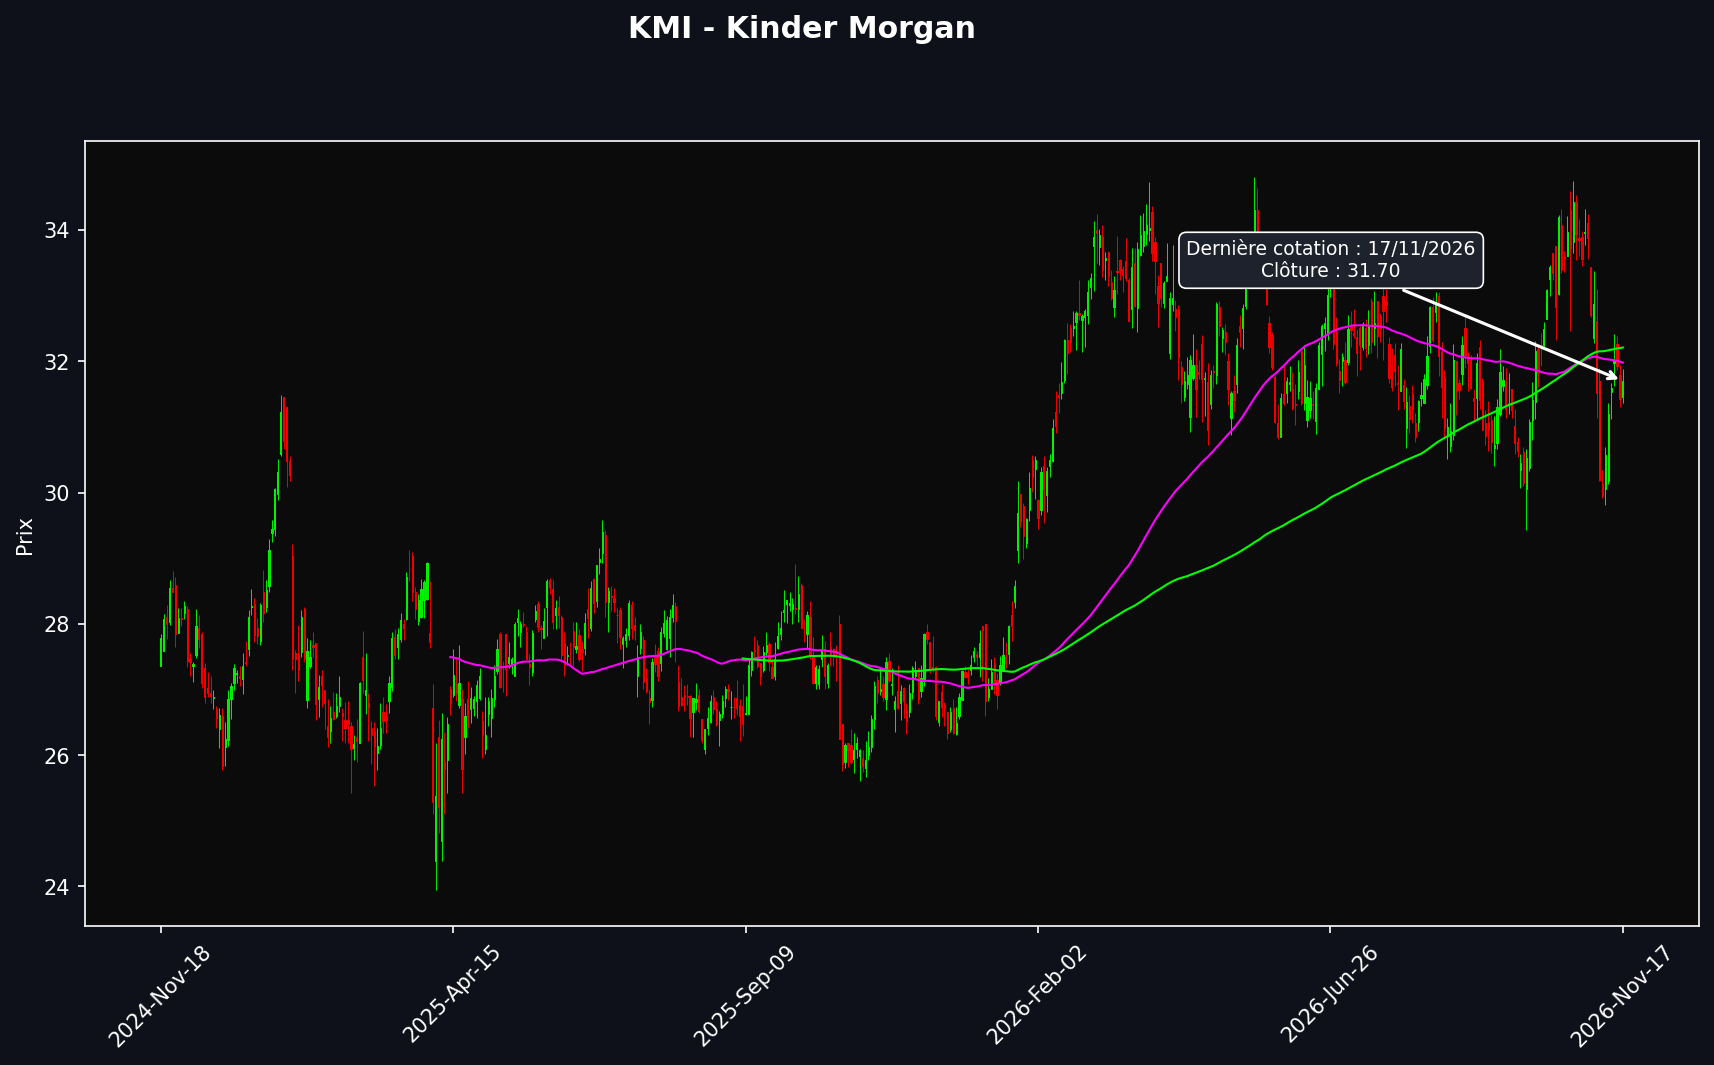 KMI - Kinder Morgan
Dernière cotation : 17/11/2026
Clôture : 31.70
Prix
34
32
30
28
26
24
2024-Nov-18
2025-Apr-15
2025-Sep-09
2026-Feb-02
2026-Jun-26
2026-Nov-17